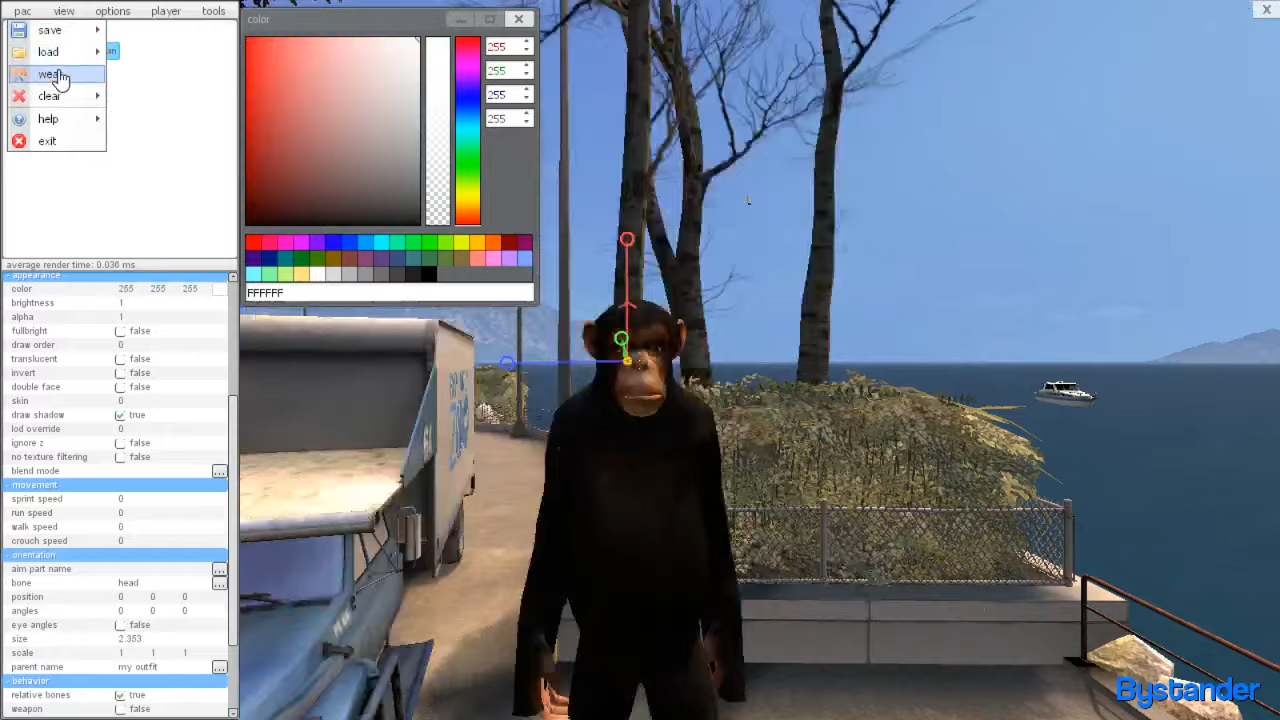 pac view options player tools
save
load
clear
help
exit
color
255
255
255
255
FFFFFF
average render time: 0.036 ms
appearance
color 255 255 255
brightness 1
alpha 1
fullbright false
draw order 0
translucent false
invert false
double face false
skin 0
draw shadow true
lod override 0
ignore z false
no texture filtering false
blend mode ...
movement
sprint speed 0
run speed 0
walk speed 0
crouch speed 0
orientation
aim part name ...
bone head ...
position 0 0 0
angles 0 0 0
eye angles false
size 2.353
scale 1 1 1
parent name my outfit ...
behavior
relative bones true
weapon false
Bystander